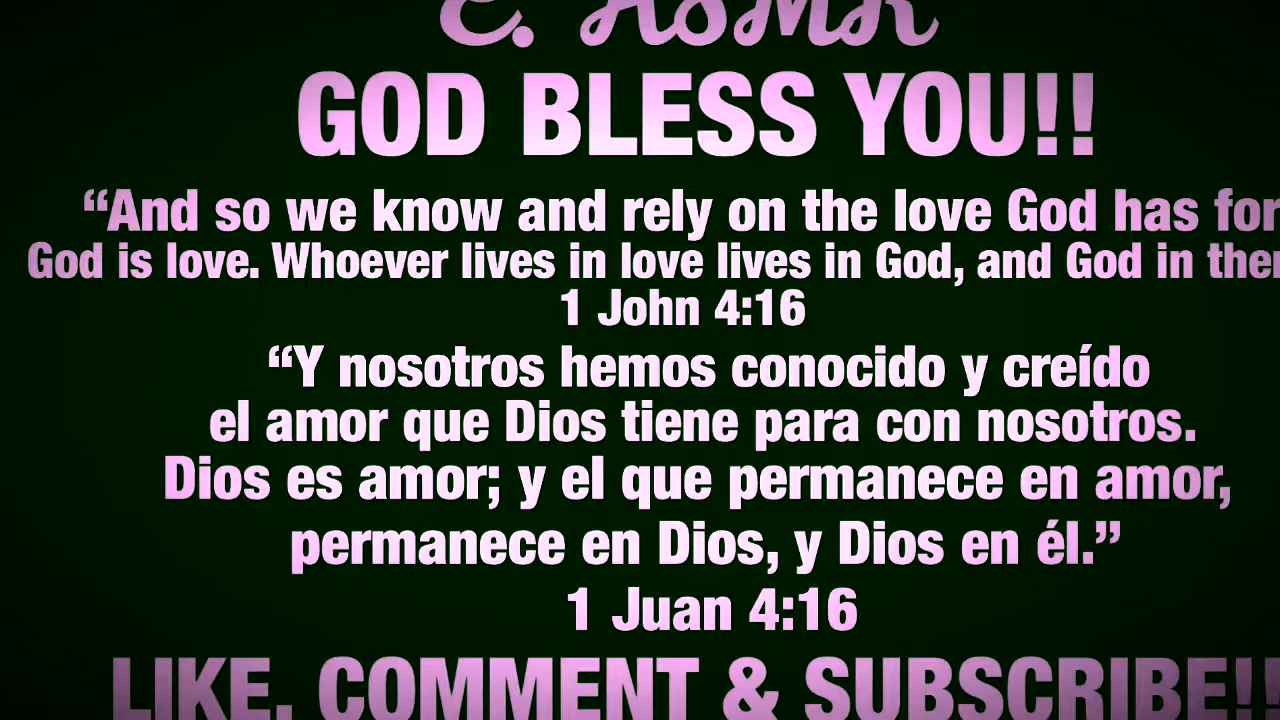 E. ASMR
GOD BLESS YOU!!
“And so we know and rely on the love God has for
God is love. Whoever lives in love lives in God, and God in
1 John 4:16
“Y nosotros hemos conocido y creído
el amor que Dios tiene para con nosotros.
Dios es amor; y el que permanece en amor,
permanece en Dios, y Dios en él.”
1 Juan 4:16
LIKE, COMMENT & SUBSCRIBE!!